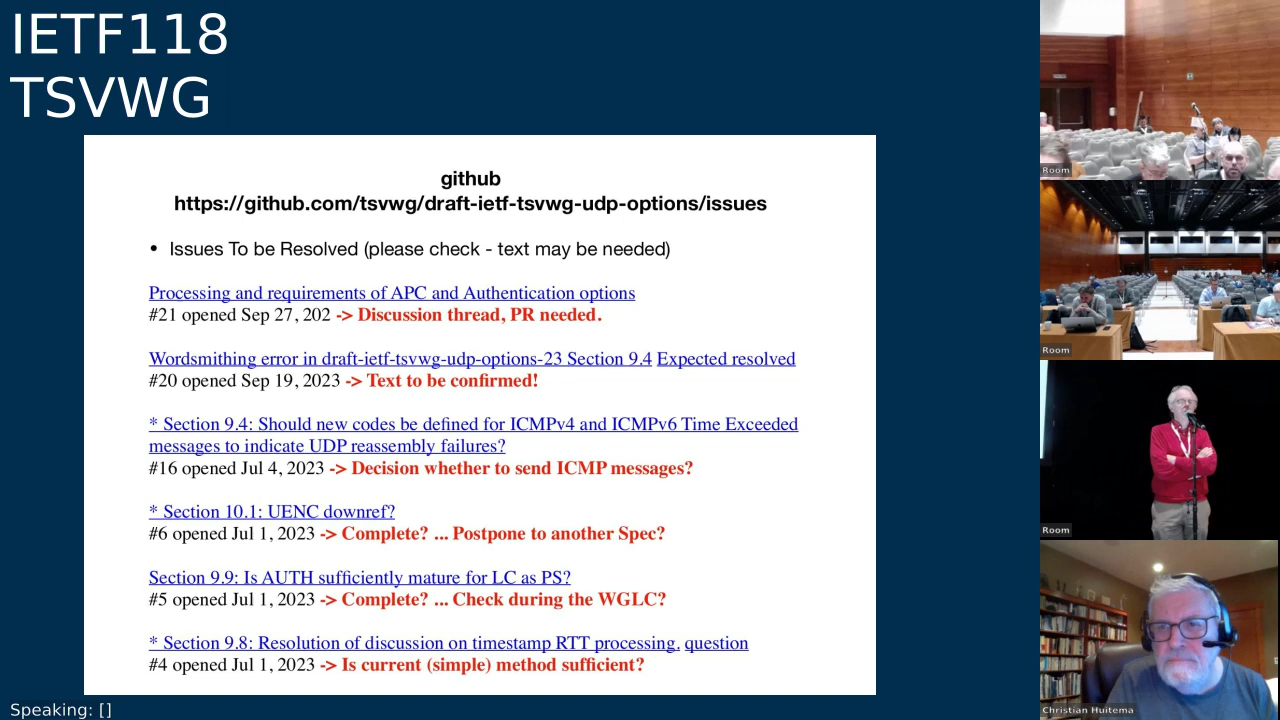 IETF118
TSVWG
github
https://github.com/tsvwg/draft-ietf-tsvwg-udp-options/issues
• Issues To be Resolved (please check - text may be needed)
Processing and requirements of APC and Authentication options
#21 opened Sep 27, 202 -> Discussion thread, PR needed.
Wordsmithing error in draft-ietf-tsvwg-udp-options-23 Section 9.4 Expected resolved
#20 opened Sep 19, 2023 -> Text to be confirmed!
* Section 9.4: Should new codes be defined for ICMPv4 and ICMPv6 Time Exceeded
messages to indicate UDP reassembly failures?
#16 opened Jul 4, 2023 -> Decision whether to send ICMP messages?
* Section 10.1: UENC downref?
#6 opened Jul 1, 2023 -> Complete? ... Postpone to another Spec?
Section 9.9: Is AUTH sufficiently mature for LC as PS?
#5 opened Jul 1, 2023 -> Complete? ... Check during the WGLC?
* Section 9.8: Resolution of discussion on timestamp RTT processing. question
#4 opened Jul 1, 2023 -> Is current (simple) method sufficient?
Speaking: []
Room
Room
Room
Christian Huitema